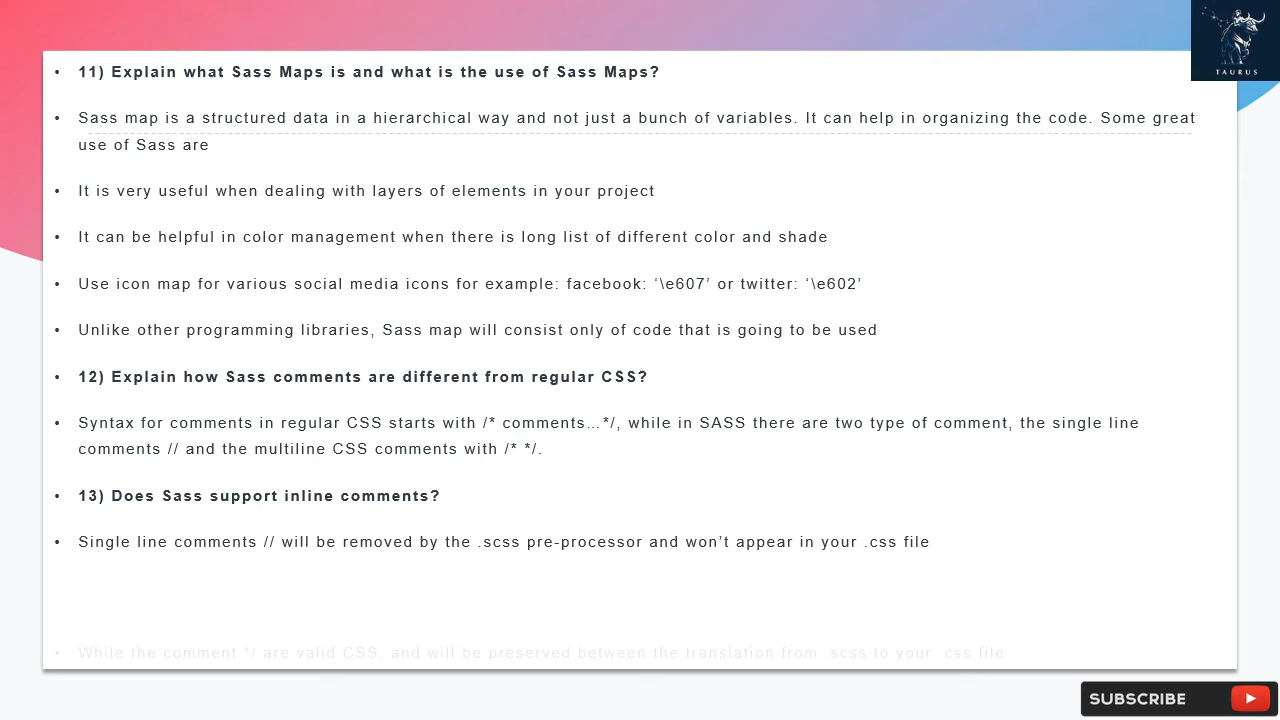 • 11) Explain what Sass Maps is and what is the use of Sass Maps?
• Sass map is a structured data in a hierarchical way and not just a bunch of variables. It can help in organizing the code. Some great
use of Sass are
• It is very useful when dealing with layers of elements in your project
• It can be helpful in color management when there is long list of different color and shade
• Use icon map for various social media icons for example: facebook: ‘\e607’ or twitter: ‘\e602’
• Unlike other programming libraries, Sass map will consist only of code that is going to be used
• 12) Explain how Sass comments are different from regular CSS?
• Syntax for comments in regular CSS starts with /* comments…*/, while in SASS there are two type of comment, the single line
comments // and the multiline CSS comments with /* */.
• 13) Does Sass support inline comments?
• Single line comments // will be removed by the .scss pre-processor and won’t appear in your .css file
• While the comment */ are valid CSS, and will be preserved between the translation from .scss to your .css file
TAURUS
SUBSCRIBE